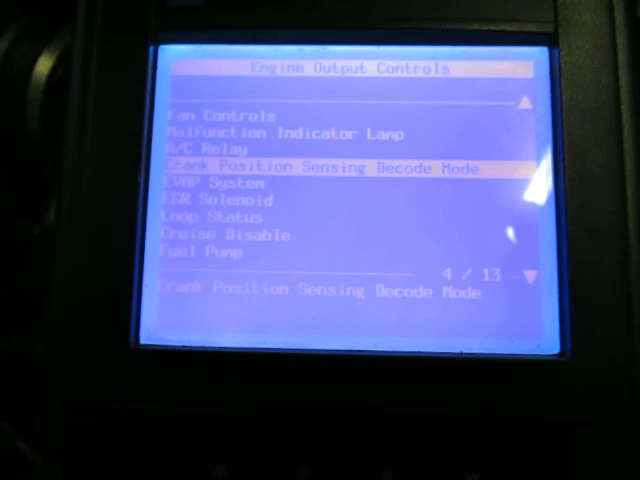 Engine Output Controls
Fan Controls
Malfunction Indicator Lamp
A/C Relay
Crank Position Sensing Decode Mode
EVAP System
EGR Solenoid
Loop Status
Cruise Disable
Fuel Pump
4 / 13
Crank Position Sensing Decode Mode